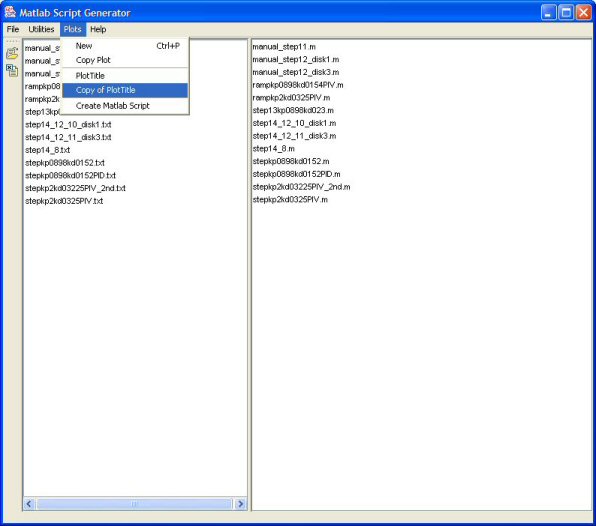 Matlab Script Generator
File Utilities Plots Help
New Ctrl+P
Copy Plot
PlotTitle
Copy of PlotTitle
Create Matlab Script
manual_s
manual_s
manual_s
rampkp08
rampkp2k
step13kp
step14_12_10_disk1.txt
step14_12_11_disk3.txt
step14_8.txt
stepkp0898kd0152.txt
stepkp0898kd0152PID.txt
stepkp2kd03225PIV_2nd.txt
stepkp2kd0325PIV.txt
manual_step11.m
manual_step12_disk1.m
manual_step12_disk3.m
rampkp0898kd0154PIV.m
rampkp2kd0325PIV.m
step13kp0898kd023.m
step14_12_10_disk1.m
step14_12_11_disk3.m
step14_8.m
stepkp0898kd0152.m
stepkp0898kd0152PID.m
stepkp2kd03225PIV_2nd.m
stepkp2kd0325PIV.m